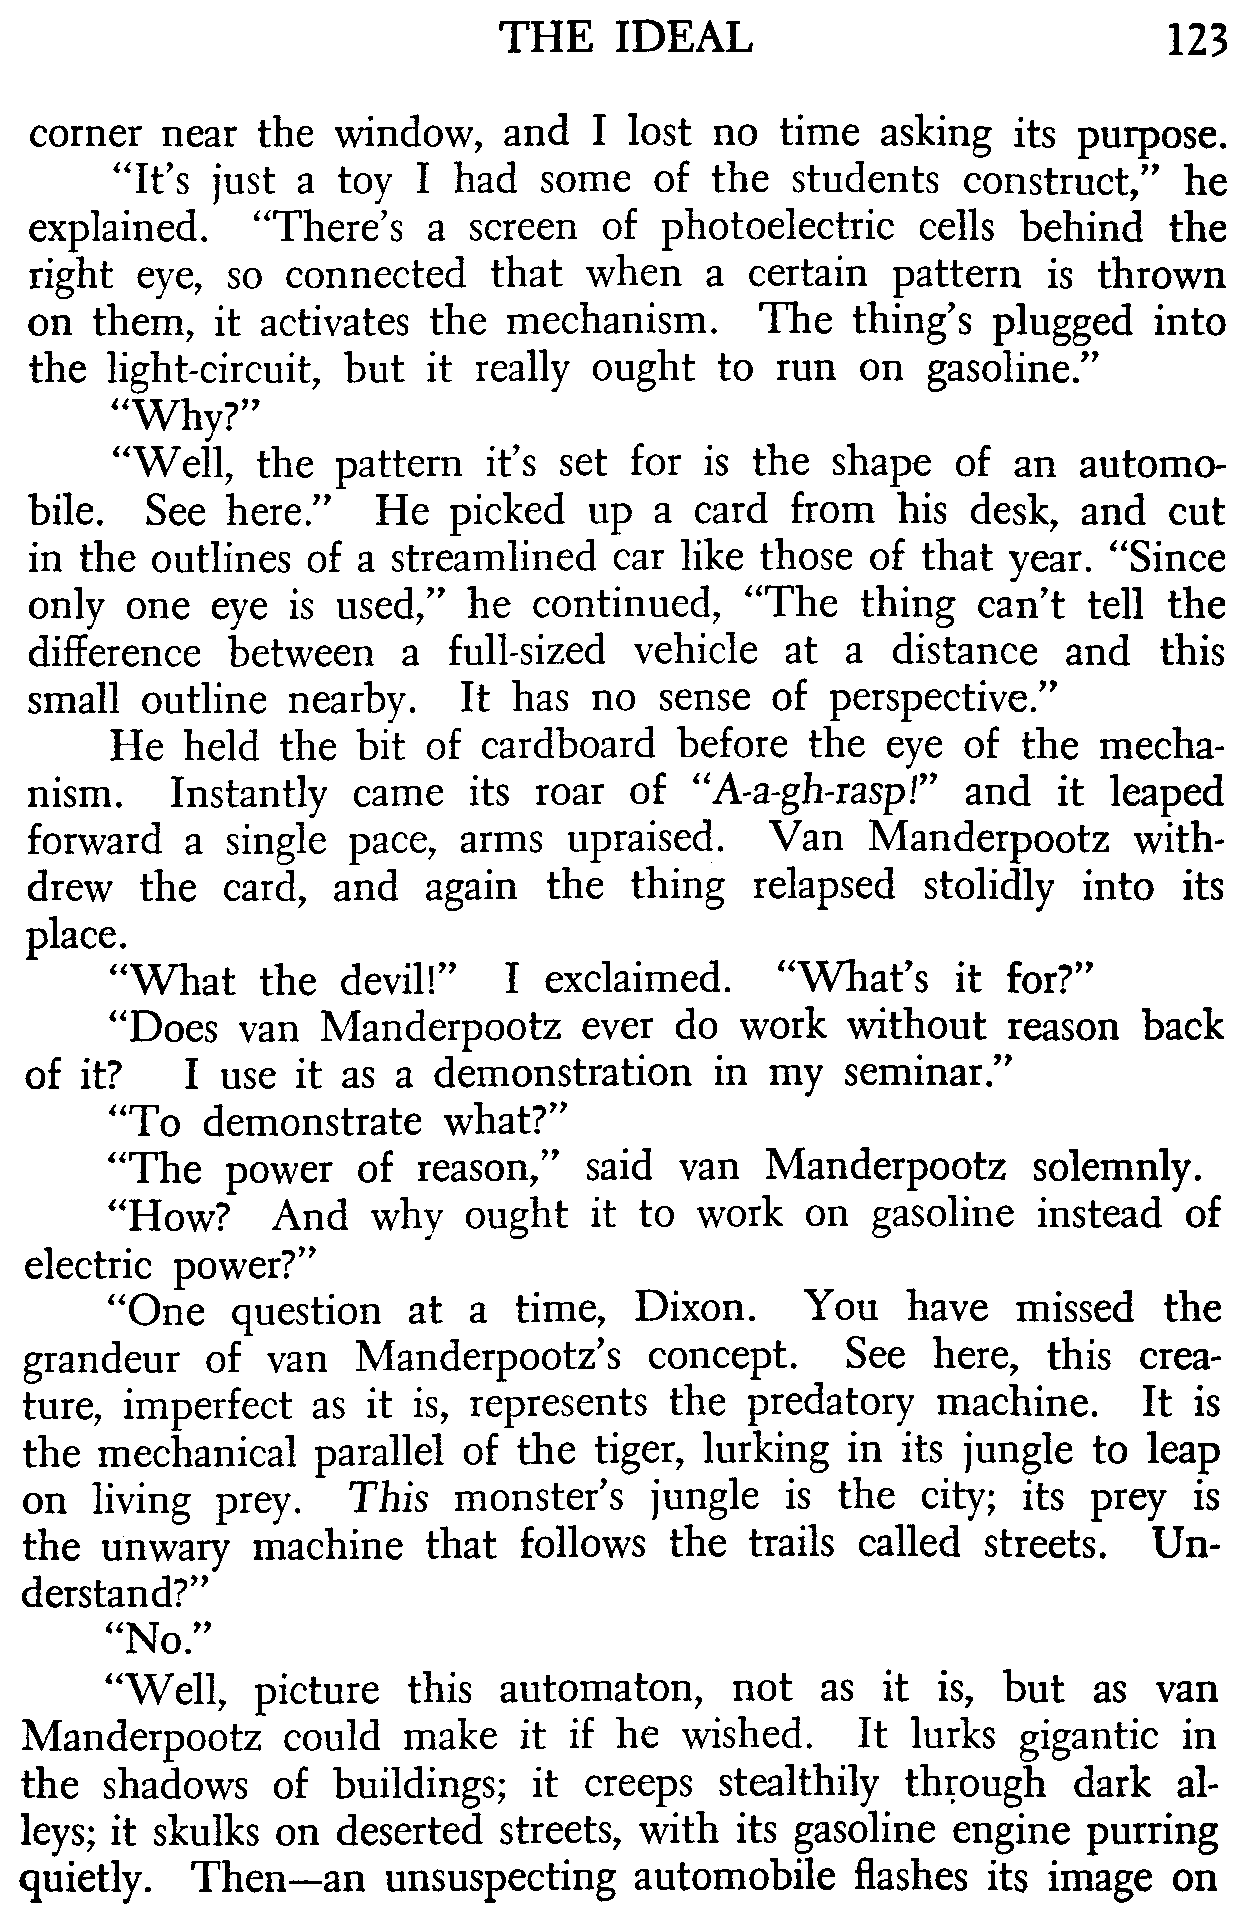 THE IDEAL 123
corner near the window, and I lost no time asking its purpose.
“It’s just a toy I had some of the students construct,” he
explained. “There’s a screen of photoelectric cells behind the
right eye, so connected that when a certain pattern is thrown
on them, it activates the mechanism. The thing’s plugged into
the light-circuit, but it really ought to run on gasoline.”
“Why?”
“Well, the pattern it’s set for is the shape of an automo-
bile. See here.” He picked up a card from his desk, and cut
in the outlines of a streamlined car like those of that year. “Since
only one eye is used,” he continued, “The thing can’t tell the
difference between a full-sized vehicle at a distance and this
small outline nearby. It has no sense of perspective.”
He held the bit of cardboard before the eye of the mecha-
nism. Instantly came its roar of “A-a-gh-rasp!” and it leaped
forward a single pace, arms upraised. Van Manderpootz with-
drew the card, and again the thing relapsed stolidly into its
place.
“What the devil!” I exclaimed. “What’s it for?”
“Does van Manderpootz ever do work without reason back
of it? I use it as a demonstration in my seminar.”
“To demonstrate what?”
“The power of reason,” said van Manderpootz solemnly.
“How? And why ought it to work on gasoline instead of
electric power?”
“One question at a time, Dixon. You have missed the
grandeur of van Manderpootz’s concept. See here, this crea-
ture, imperfect as it is, represents the predatory machine. It is
the mechanical parallel of the tiger, lurking in its jungle to leap
on living prey. This monster’s jungle is the city; its prey is
the unwary machine that follows the trails called streets. Un-
derstand?”
“No.”
“Well, picture this automaton, not as it is, but as van
Manderpootz could make it if he wished. It lurks gigantic in
the shadows of buildings; it creeps stealthily through dark al-
leys; it skulks on deserted streets, with its gasoline engine purring
quietly. Then—an unsuspecting automobile flashes its image on